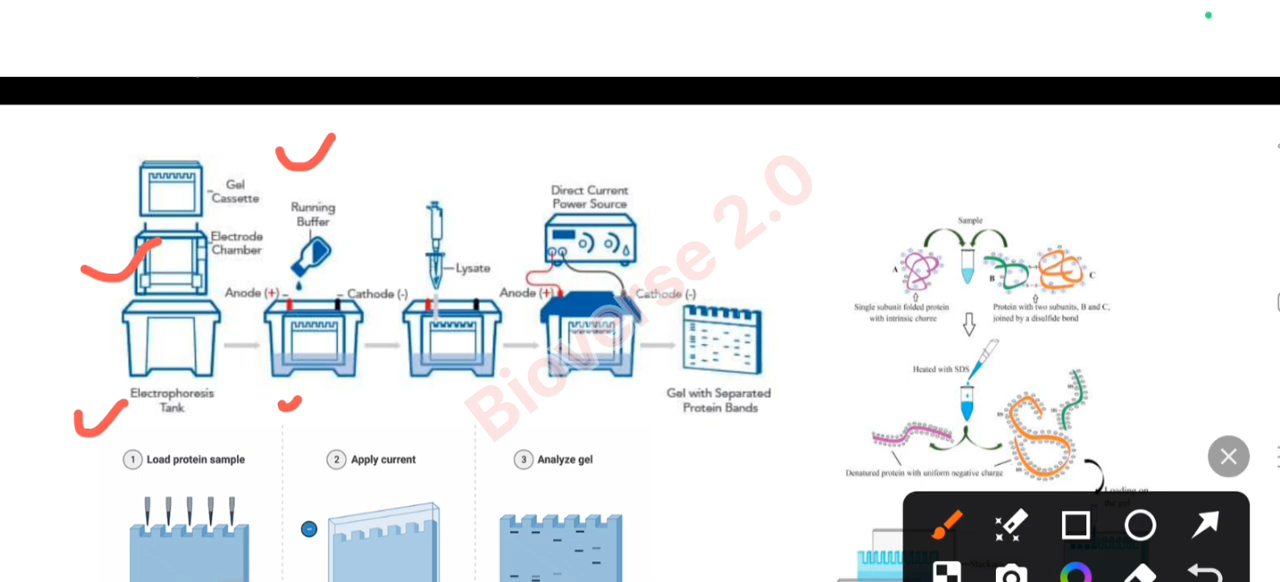 Gel
Cassette
Electrode
Chamber
Running
Buffer
Direct Current
Power Source
Lysate
Anode (+)
Cathode (-)
Anode (+)
Cathode (-)
Electrophoresis
Tank
Gel with Separated
Protein Bands
Bioverse 2.0
1 Load protein sample
2 Apply current
3 Analyze gel
Sample
A
B
C
Single subunit folded protein
with intrinsic charge
Protein with two subunits, B and C,
joined by a disulfide bond
Heated with SDS
Denatured protein with uniform negative charge
Loading on